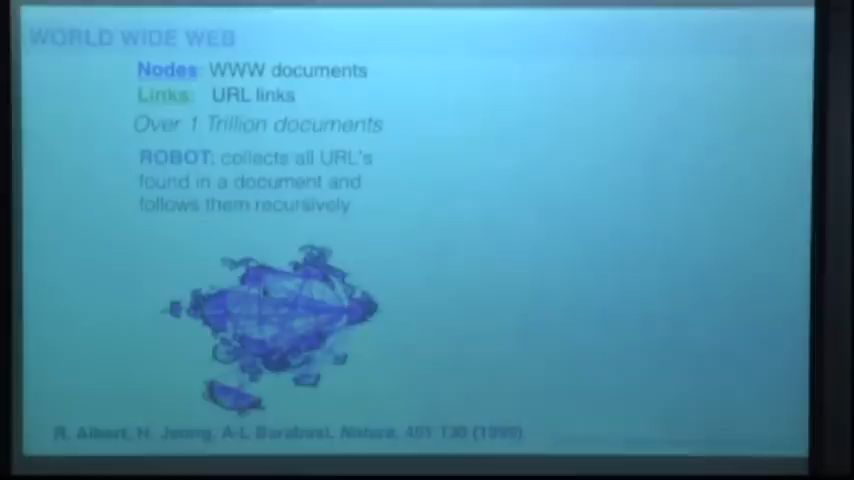 WORLD WIDE WEB
Nodes: WWW documents
Links: URL links
Over 1 Trillion documents
ROBOT: collects all URL's
found in a document and
follows them recursively
R. Albert, H. Jeong, A-L Barabasi, Nature, 401 130 (1999)